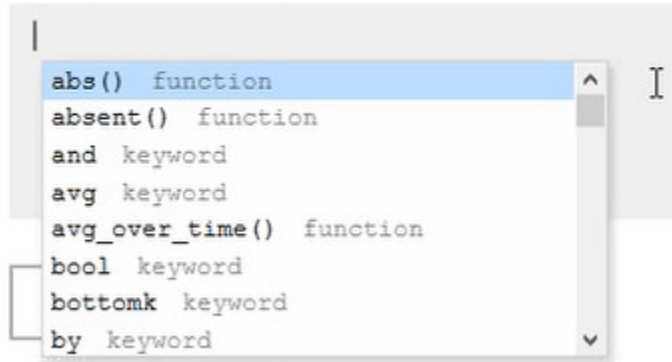 abs() function
absent() function
and keyword
avg keyword
avg_over_time() function
bool keyword
bottomk keyword
by keyword